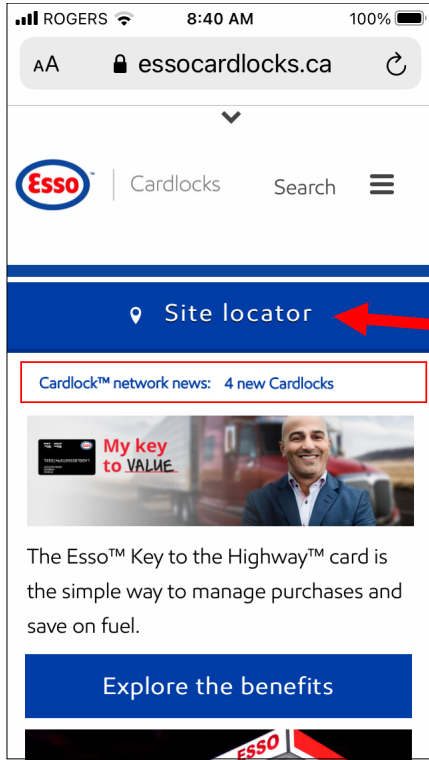 ROGERS 8:40 AM 100%
AA essocardlocks.ca
Esso™ Cardlocks Search
Site locator
Cardlock™ network news: 4 new Cardlocks
My key
to VALUE
The Esso™ Key to the Highway™ card is
the simple way to manage purchases and
save on fuel.
Explore the benefits
ESSO